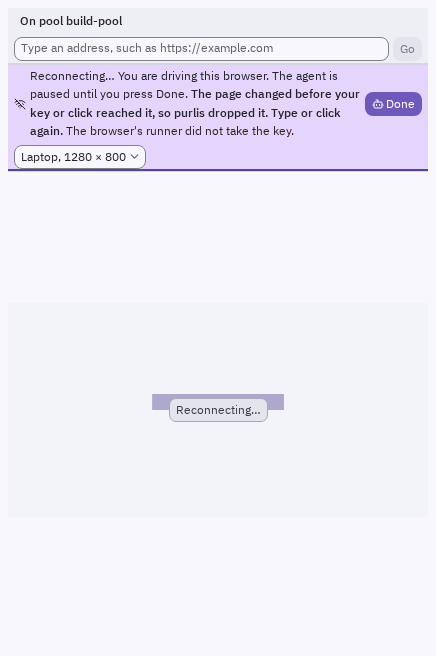 On pool build-pool
Type an address, such as https://example.com
Go
Reconnecting... You are driving this browser. The agent is
paused until you press Done. The page changed before your
key or click reached it, so purlis dropped it. Type or click
again. The browser's runner did not take the key.
Done
Laptop, 1280 × 800
Reconnecting...